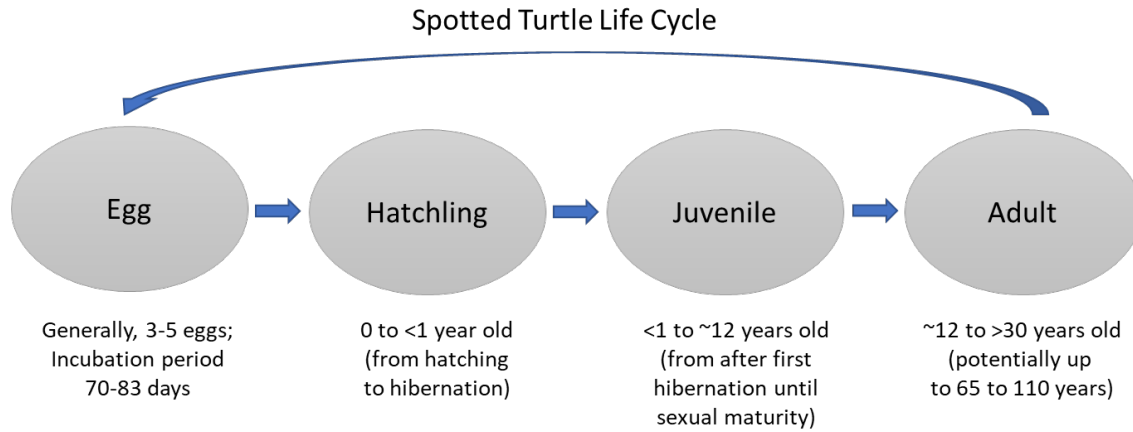 Spotted Turtle Life Cycle
Egg
Hatchling
Juvenile
Adult
Generally, 3-5 eggs;
Incubation period
70-83 days
0 to <1 year old
(from hatching
to hibernation)
<1 to ~12 years old
(from after first
hibernation until
sexual maturity)
~12 to >30 years old
(potentially up
to 65 to 110 years)